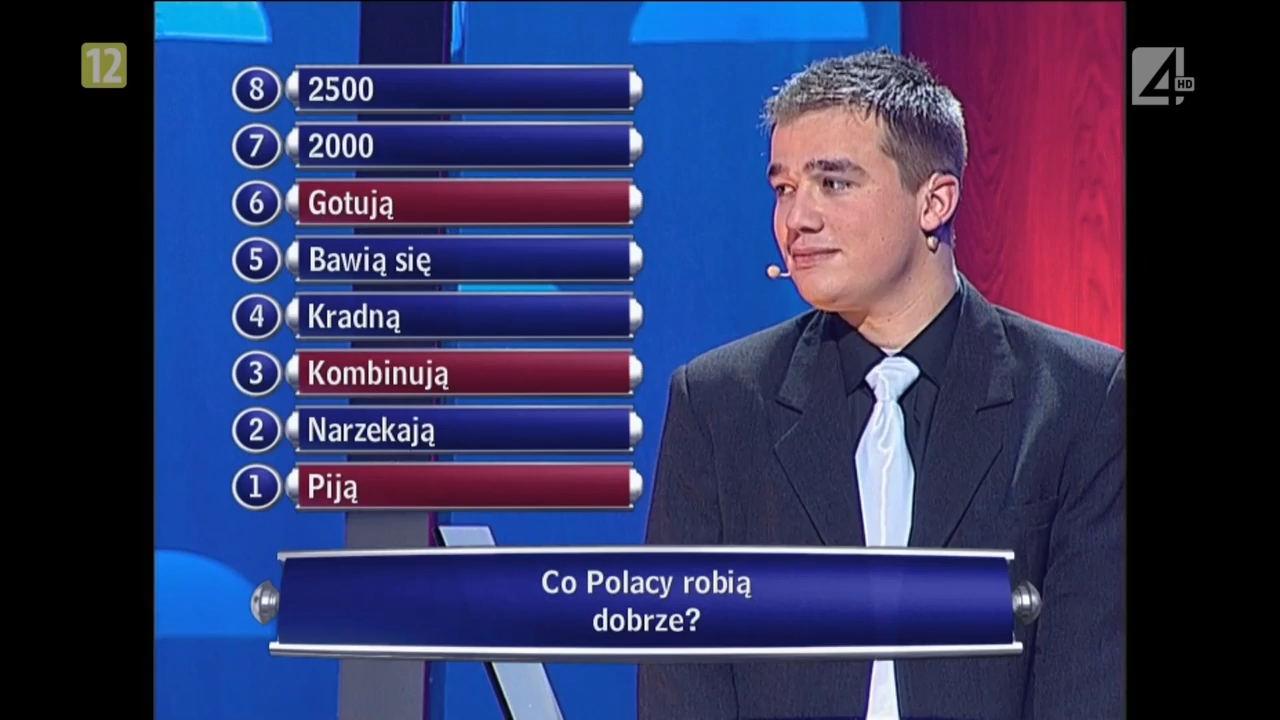 12
4
HD
8 2500
7 2000
6 Gotują
5 Bawią się
4 Kradną
3 Kombinują
2 Narzekają
1 Piją
Co Polacy robią
dobrze?